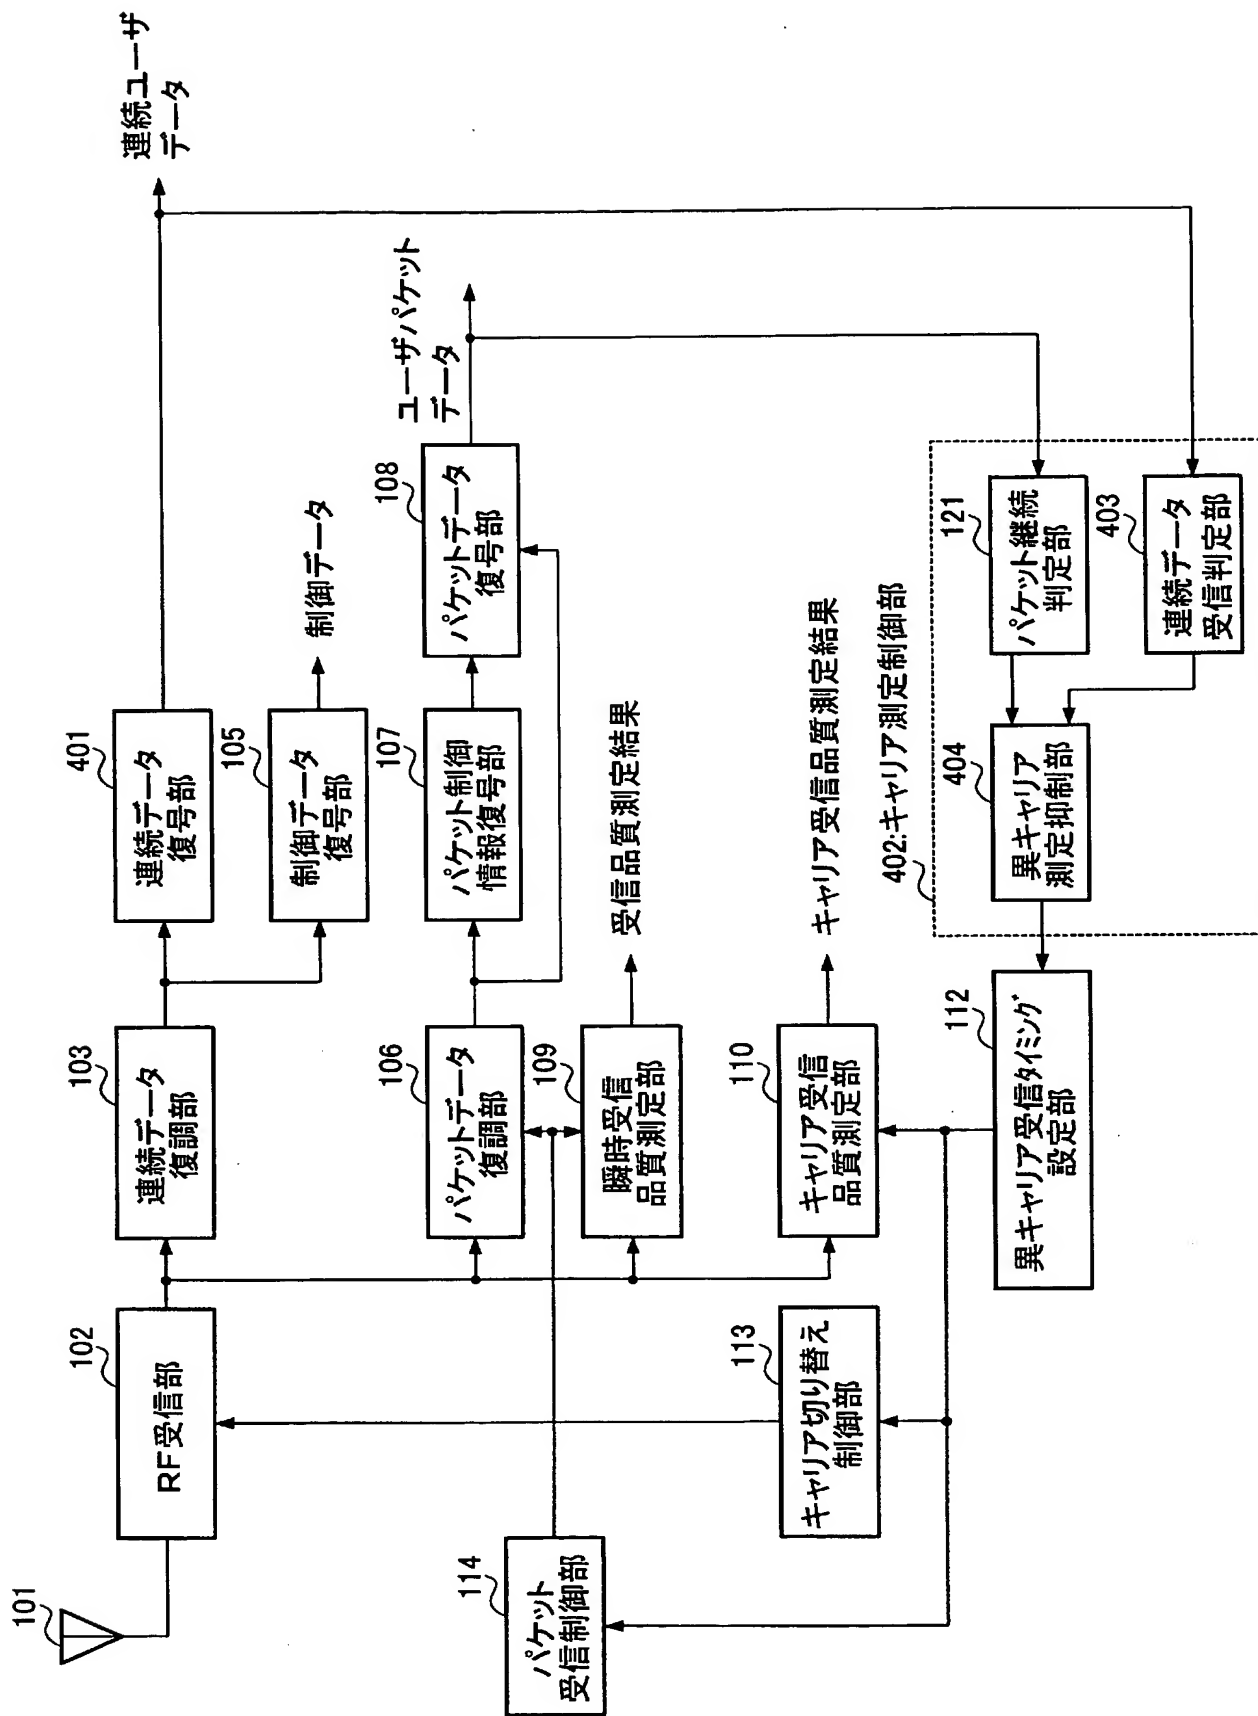 101
102
RF受信部
103
連続データ
復調部
401
連続データ
復号部
連続ユーザ
データ
105
制御データ
復号部
制御データ
106
パケットデータ
復調部
107
パケット制御
情報復号部
108
パケットデータ
復号部
ユーザパケット
データ
109
瞬時受信
品質測定部
受信品質測定結果
110
キャリア受信
品質測定部
キャリア受信品質測定結果
114
パケット
受信制御部
113
キャリア切り替え
制御部
112
異キャリア受信タイミング
設定部
402:キャリア測定制御部
404
異キャリア
測定抑制部
121
パケット継続
判定部
403
連続データ
受信判定部